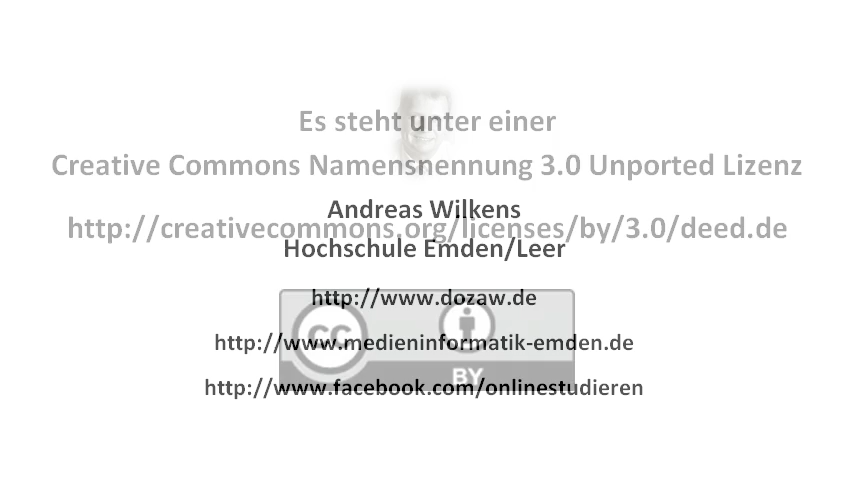 Es steht unter einer
Creative Commons Namensnennung 3.0 Unported Lizenz
Andreas Wilkens
http://creativecommons.org/licenses/by/3.0/deed.de
Hochschule Emden/Leer
http://www.dozaw.de
cc
http://www.medieninformatik-emden.de
BY
http://www.facebook.com/onlinestudieren